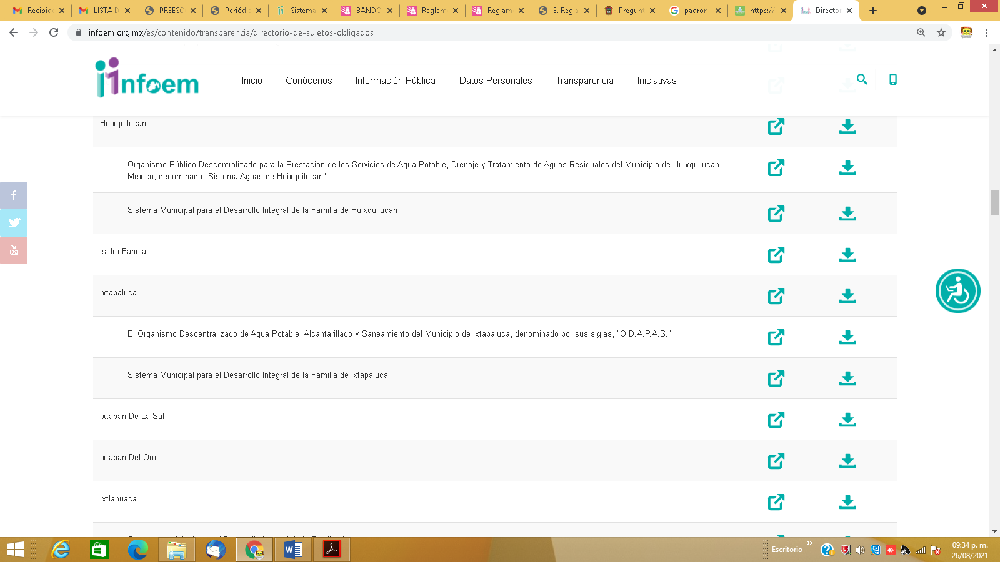 Recibid
LISTA D
PREESC
Periódic
Sistema
BANDO
Reglam
Reglam
3. Regla
Pregunt
padron
https://
Director
infoem.org.mx/es/contenido/transparencia/directorio-de-sujetos-obligados
infoem
Inicio
Conócenos
Información Pública
Datos Personales
Transparencia
Iniciativas
Huixquilucan
Organismo Público Descentralizado para la Prestación de los Servicios de Agua Potable, Drenaje y Tratamiento de Aguas Residuales del Municipio de Huixquilucan,
México, denominado "Sistema Aguas de Huixquilucan"
Sistema Municipal para el Desarrollo Integral de la Familia de Huixquilucan
Isidro Fabela
Ixtapaluca
El Organismo Descentralizado de Agua Potable, Alcantarillado y Saneamiento del Municipio de Ixtapaluca, denominado por sus siglas, "O.D.A.P.A.S.".
Sistema Municipal para el Desarrollo Integral de la Familia de Ixtapaluca
Ixtapan De La Sal
Ixtapan Del Oro
Ixtlahuaca
Escritorio
09:34 p. m.
26/08/2021